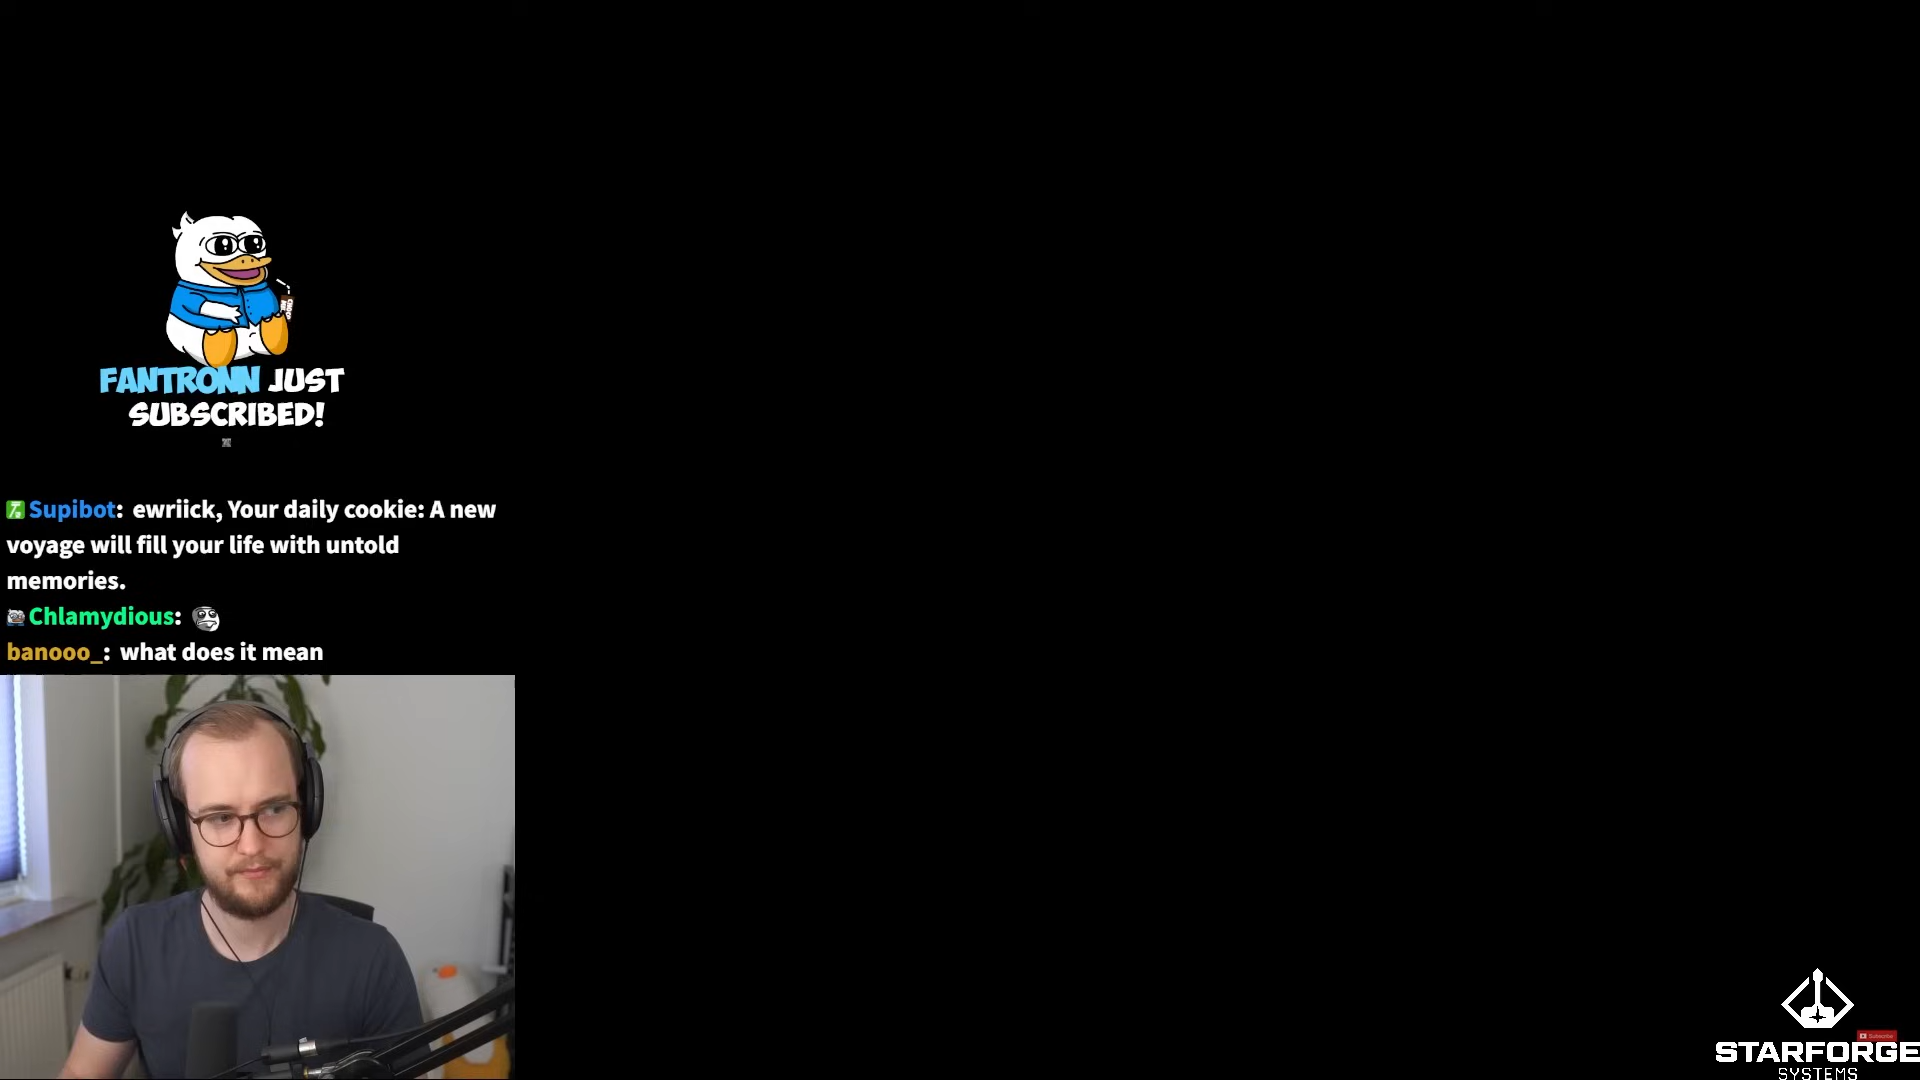 FANTRONN JUST
SUBSCRIBED!
Supibot: ewriick, Your daily cookie: A new
voyage will fill your life with untold
memories.
Chlamydious:
banooo_: what does it mean
STARFORGE
SYSTEMS